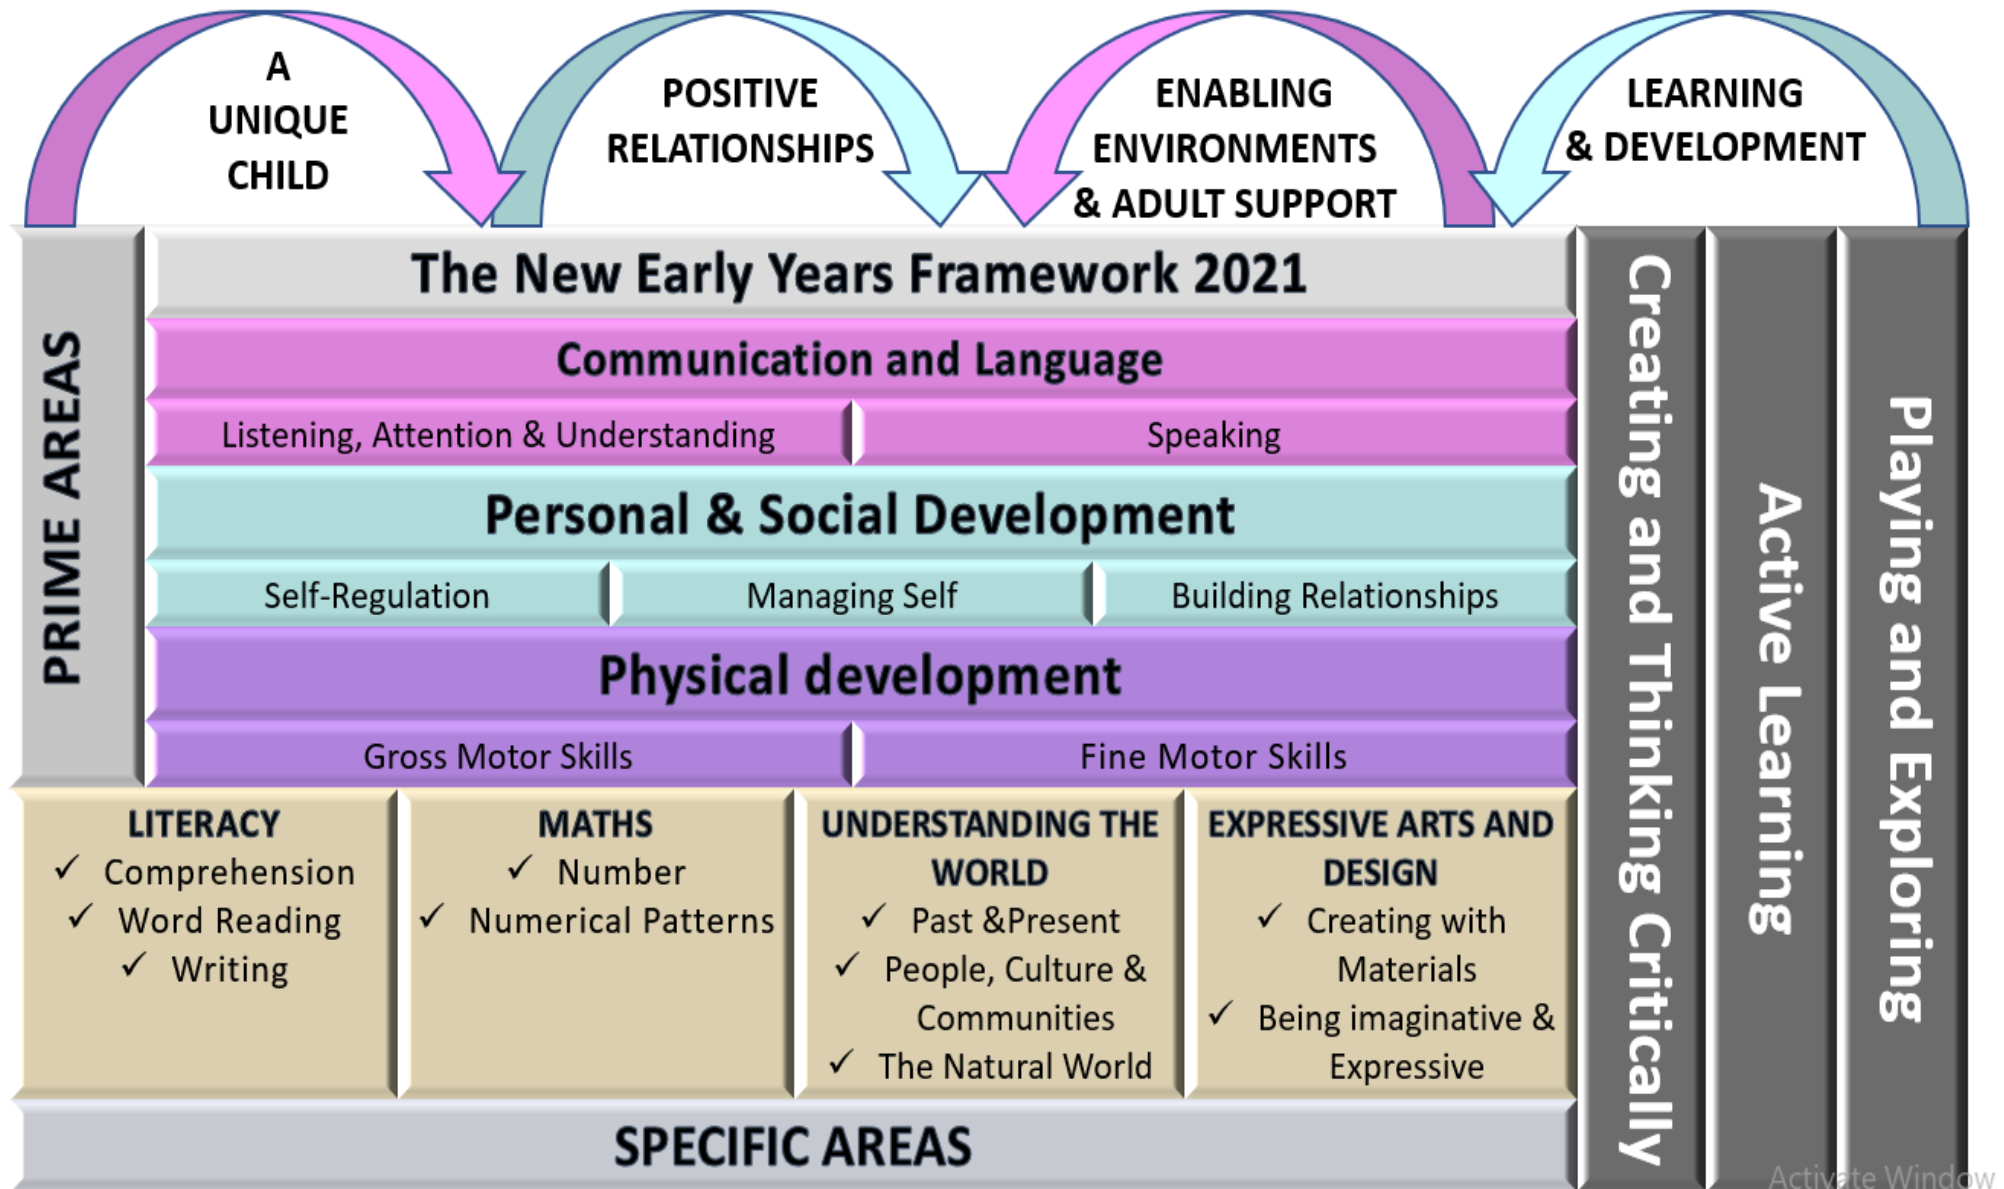 A
UNIQUE
CHILD
POSITIVE
RELATIONSHIPS
ENABLING
ENVIRONMENTS
& ADULT SUPPORT
LEARNING
& DEVELOPMENT
PRIME AREAS
The New Early Years Framework 2021
Communication and Language
Listening, Attention & Understanding
Speaking
Personal & Social Development
Self-Regulation
Managing Self
Building Relationships
Physical development
Gross Motor Skills
Fine Motor Skills
LITERACY
✓ Comprehension
✓ Word Reading
✓ Writing
MATHS
✓ Number
✓ Numerical Patterns
UNDERSTANDING THE
WORLD
✓ Past &Present
✓ People, Culture &
Communities
✓ The Natural World
EXPRESSIVE ARTS AND
DESIGN
✓ Creating with
Materials
✓ Being imaginative &
Expressive
SPECIFIC AREAS
Creating and Thinking Critically
Active Learning
Playing and Exploring
Activate Window